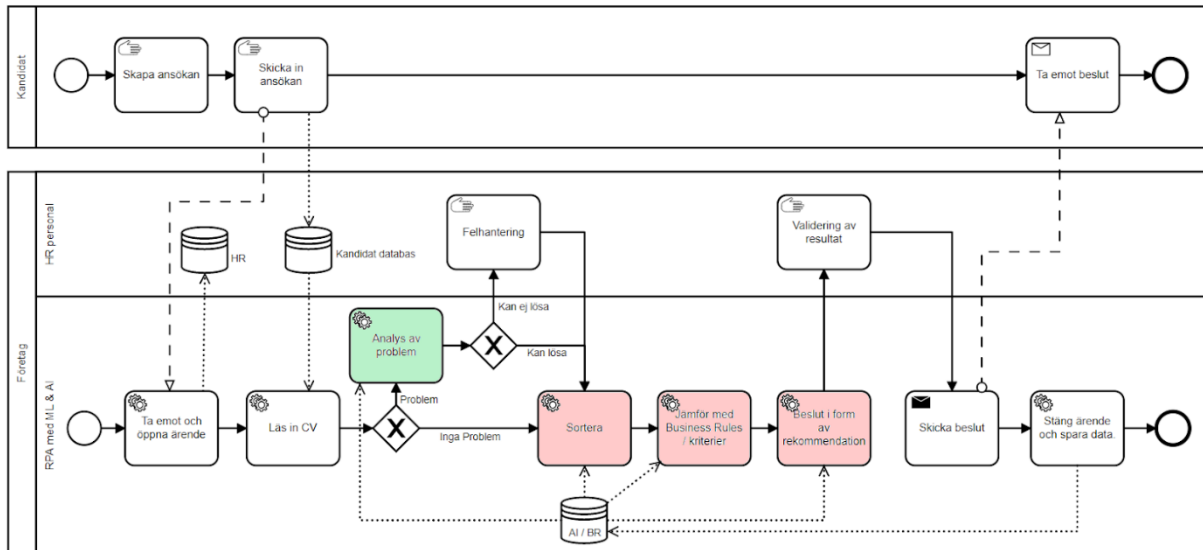 Kandidat
Skapa ansökan
Skicka in
ansökan
Ta emot beslut
Företag
HR personal
HR
Kandidat databas
Felhantering
Validering av
resultat
RPA med ML & AI
Kan ej lösa
Analys av
problem
Kan lösa
Problem
Ta emot och
öppna ärende
Läs in CV
Inga Problem
Sortera
Jämför med
Business Rules
/ kriterier
Beslut i form
av
rekommendation
Skicka beslut
Stäng ärende
och spara data.
AI / BR